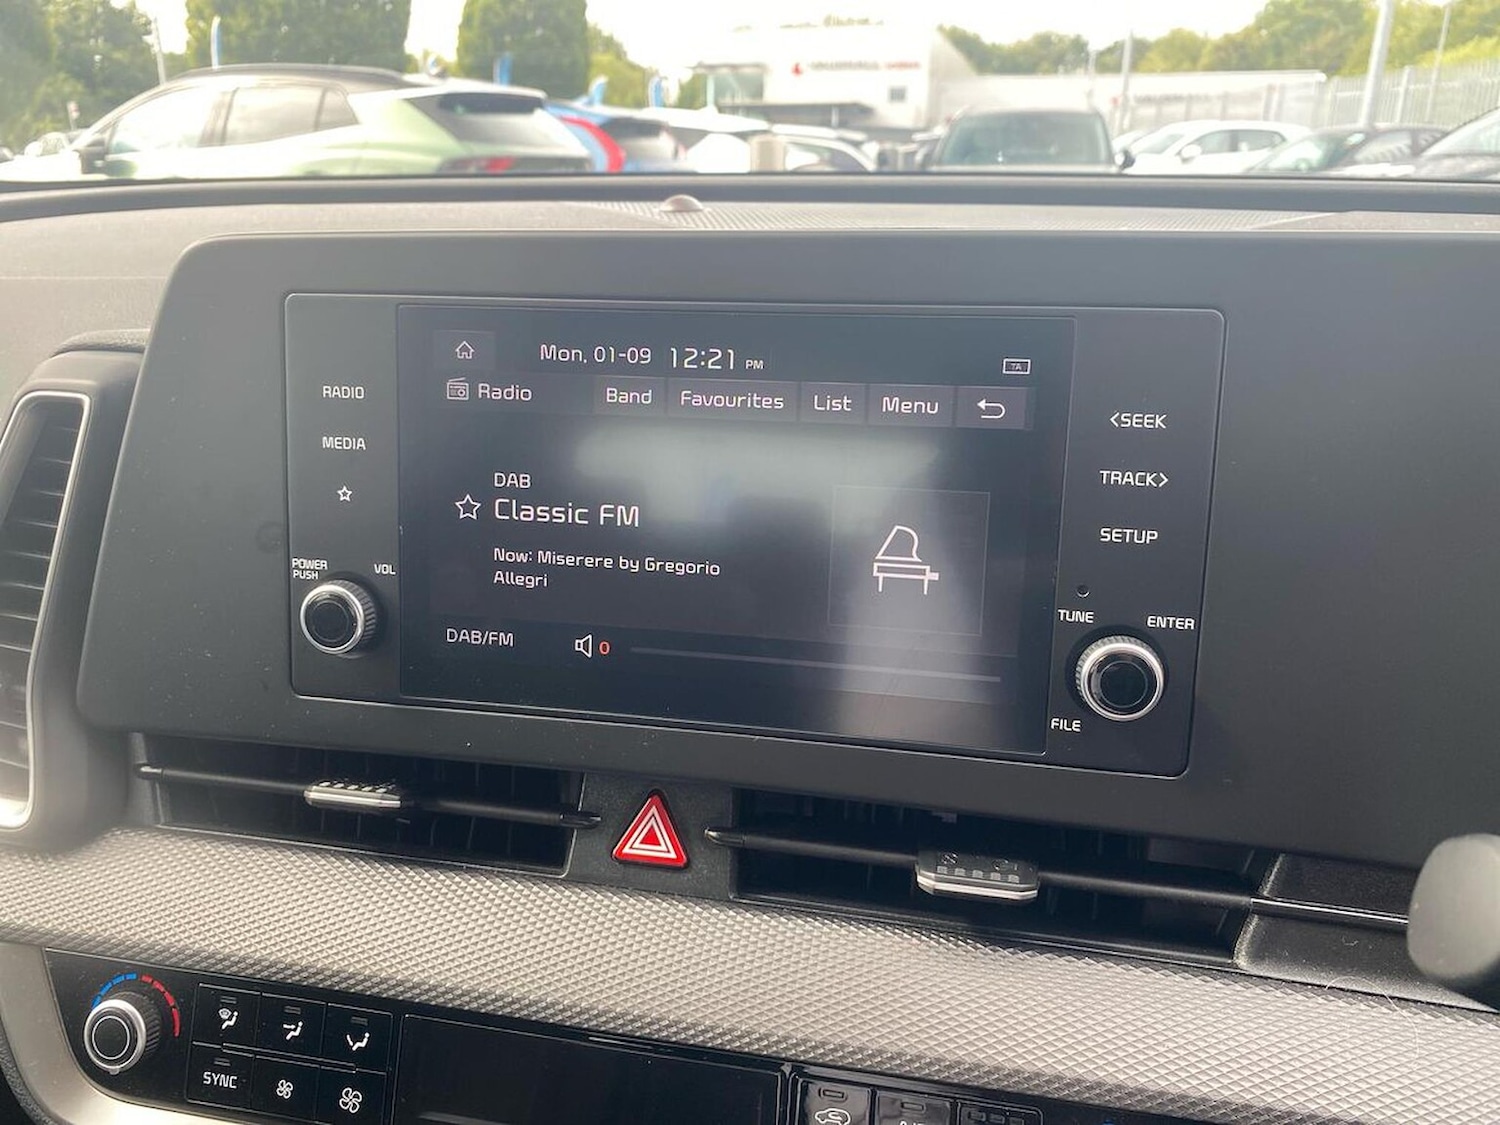 Mon, 01-09 12:21 PM
TA
Radio Band Favourites List Menu
DAB
Classic FM
Now: Miserere by Gregorio
Allegri
DAB/FM 0
RADIO
MEDIA
POWER
PUSH
VOL
<SEEK
TRACK>
SETUP
TUNE
ENTER
FILE
SYNC